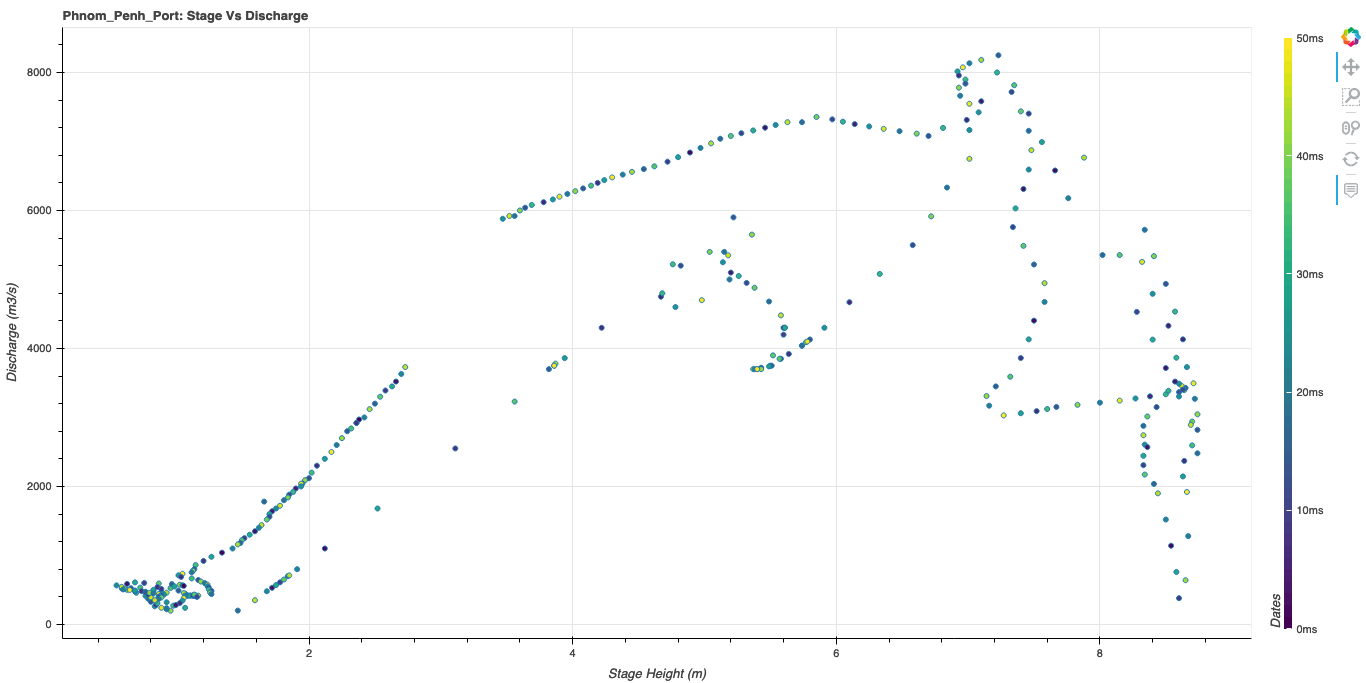 Phnom_Penh_Port: Stage Vs Discharge
8000
6000
4000
2000
0
Discharge (m3/s)
2
4
6
8
Stage Height (m)
50ms
40ms
30ms
20ms
10ms
0ms
Dates